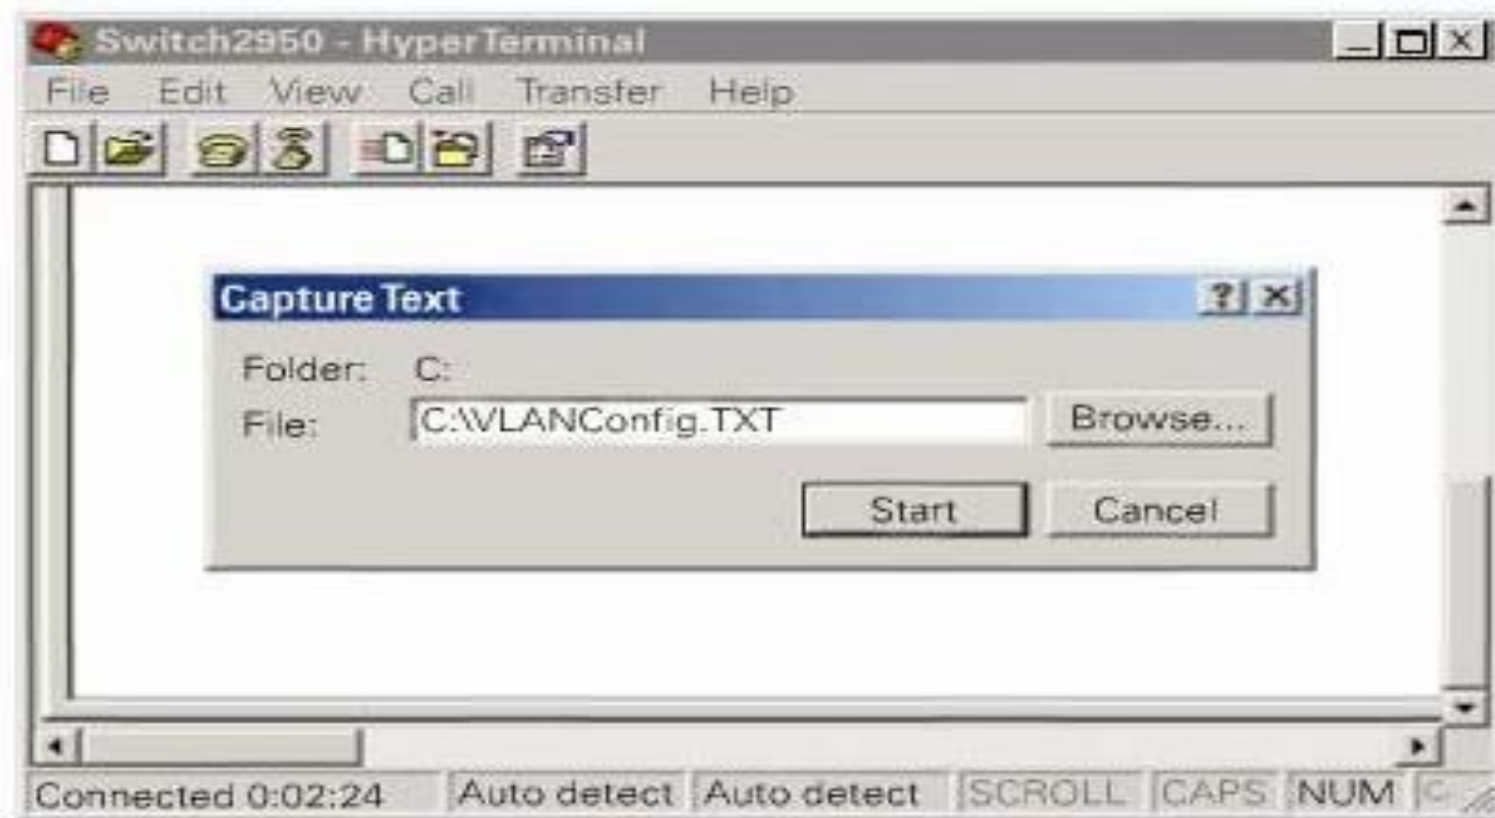 Switch2950 - HyperTerminal
File Edit View Call Transfer Help
Capture Text
Folder: C:
File: C:\VLANConfig.TXT Browse...
Start Cancel
Connected 0:02:24 Auto detect Auto detect SCROLL CAPS NUM